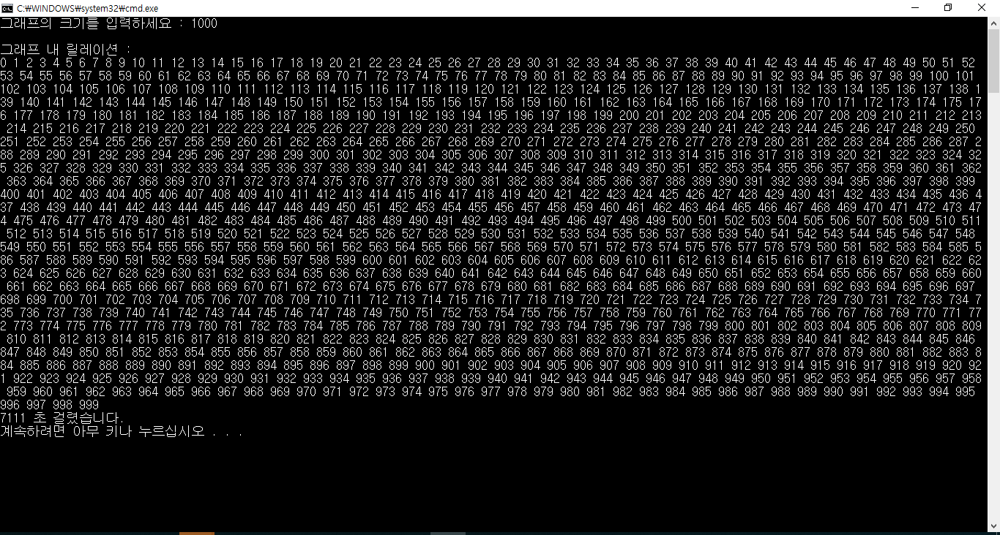 C:\WINDOWS\system32\cmd.exe
그래프의 크기를 입력하세요 : 1000
그래프 내 릴레이션 :
0 1 2 3 4 5 6 7 8 9 10 11 12 13 14 15 16 17 18 19 20 21 22 23 24 25 26 27 28 29 30 31 32 33 34 35 36 37 38 39 40 41 42 43 44 45 46 47 48 49 50 51 52
53 54 55 56 57 58 59 60 61 62 63 64 65 66 67 68 69 70 71 72 73 74 75 76 77 78 79 80 81 82 83 84 85 86 87 88 89 90 91 92 93 94 95 96 97 98 99 100 101
102 103 104 105 106 107 108 109 110 111 112 113 114 115 116 117 118 119 120 121 122 123 124 125 126 127 128 129 130 131 132 133 134 135 136 137 138 1
39 140 141 142 143 144 145 146 147 148 149 150 151 152 153 154 155 156 157 158 159 160 161 162 163 164 165 166 167 168 169 170 171 172 173 174 175 17
6 177 178 179 180 181 182 183 184 185 186 187 188 189 190 191 192 193 194 195 196 197 198 199 200 201 202 203 204 205 206 207 208 209 210 211 212 213
214 215 216 217 218 219 220 221 222 223 224 225 226 227 228 229 230 231 232 233 234 235 236 237 238 239 240 241 242 243 244 245 246 247 248 249 250
251 252 253 254 255 256 257 258 259 260 261 262 263 264 265 266 267 268 269 270 271 272 273 274 275 276 277 278 279 280 281 282 283 284 285 286 287 2
88 289 290 291 292 293 294 295 296 297 298 299 300 301 302 303 304 305 306 307 308 309 310 311 312 313 314 315 316 317 318 319 320 321 322 323 324 32
5 326 327 328 329 330 331 332 333 334 335 336 337 338 339 340 341 342 343 344 345 346 347 348 349 350 351 352 353 354 355 356 357 358 359 360 361 362
363 364 365 366 367 368 369 370 371 372 373 374 375 376 377 378 379 380 381 382 383 384 385 386 387 388 389 390 391 392 393 394 395 396 397 398 399
400 401 402 403 404 405 406 407 408 409 410 411 412 413 414 415 416 417 418 419 420 421 422 423 424 425 426 427 428 429 430 431 432 433 434 435 436 4
37 438 439 440 441 442 443 444 445 446 447 448 449 450 451 452 453 454 455 456 457 458 459 460 461 462 463 464 465 466 467 468 469 470 471 472 473 47
4 475 476 477 478 479 480 481 482 483 484 485 486 487 488 489 490 491 492 493 494 495 496 497 498 499 500 501 502 503 504 505 506 507 508 509 510 511
512 513 514 515 516 517 518 519 520 521 522 523 524 525 526 527 528 529 530 531 532 533 534 535 536 537 538 539 540 541 542 543 544 545 546 547 548
549 550 551 552 553 554 555 556 557 558 559 560 561 562 563 564 565 566 567 568 569 570 571 572 573 574 575 576 577 578 579 580 581 582 583 584 585 5
86 587 588 589 590 591 592 593 594 595 596 597 598 599 600 601 602 603 604 605 606 607 608 609 610 611 612 613 614 615 616 617 618 619 620 621 622 62
3 624 625 626 627 628 629 630 631 632 633 634 635 636 637 638 639 640 641 642 643 644 645 646 647 648 649 650 651 652 653 654 655 656 657 658 659 660
661 662 663 664 665 666 667 668 669 670 671 672 673 674 675 676 677 678 679 680 681 682 683 684 685 686 687 688 689 690 691 692 693 694 695 696 697
698 699 700 701 702 703 704 705 706 707 708 709 710 711 712 713 714 715 716 717 718 719 720 721 722 723 724 725 726 727 728 729 730 731 732 733 734 7
35 736 737 738 739 740 741 742 743 744 745 746 747 748 749 750 751 752 753 754 755 756 757 758 759 760 761 762 763 764 765 766 767 768 769 770 771 77
2 773 774 775 776 777 778 779 780 781 782 783 784 785 786 787 788 789 790 791 792 793 794 795 796 797 798 799 800 801 802 803 804 805 806 807 808 809
810 811 812 813 814 815 816 817 818 819 820 821 822 823 824 825 826 827 828 829 830 831 832 833 834 835 836 837 838 839 840 841 842 843 844 845 846
847 848 849 850 851 852 853 854 855 856 857 858 859 860 861 862 863 864 865 866 867 868 869 870 871 872 873 874 875 876 877 878 879 880 881 882 883 8
84 885 886 887 888 889 890 891 892 893 894 895 896 897 898 899 900 901 902 903 904 905 906 907 908 909 910 911 912 913 914 915 916 917 918 919 920 92
1 922 923 924 925 926 927 928 929 930 931 932 933 934 935 936 937 938 939 940 941 942 943 944 945 946 947 948 949 950 951 952 953 954 955 956 957 958
959 960 961 962 963 964 965 966 967 968 969 970 971 972 973 974 975 976 977 978 979 980 981 982 983 984 985 986 987 988 989 990 991 992 993 994 995
996 997 998 999
7111 초 걸렸습니다.
계속하려면 아무 키나 누르십시오 . . .